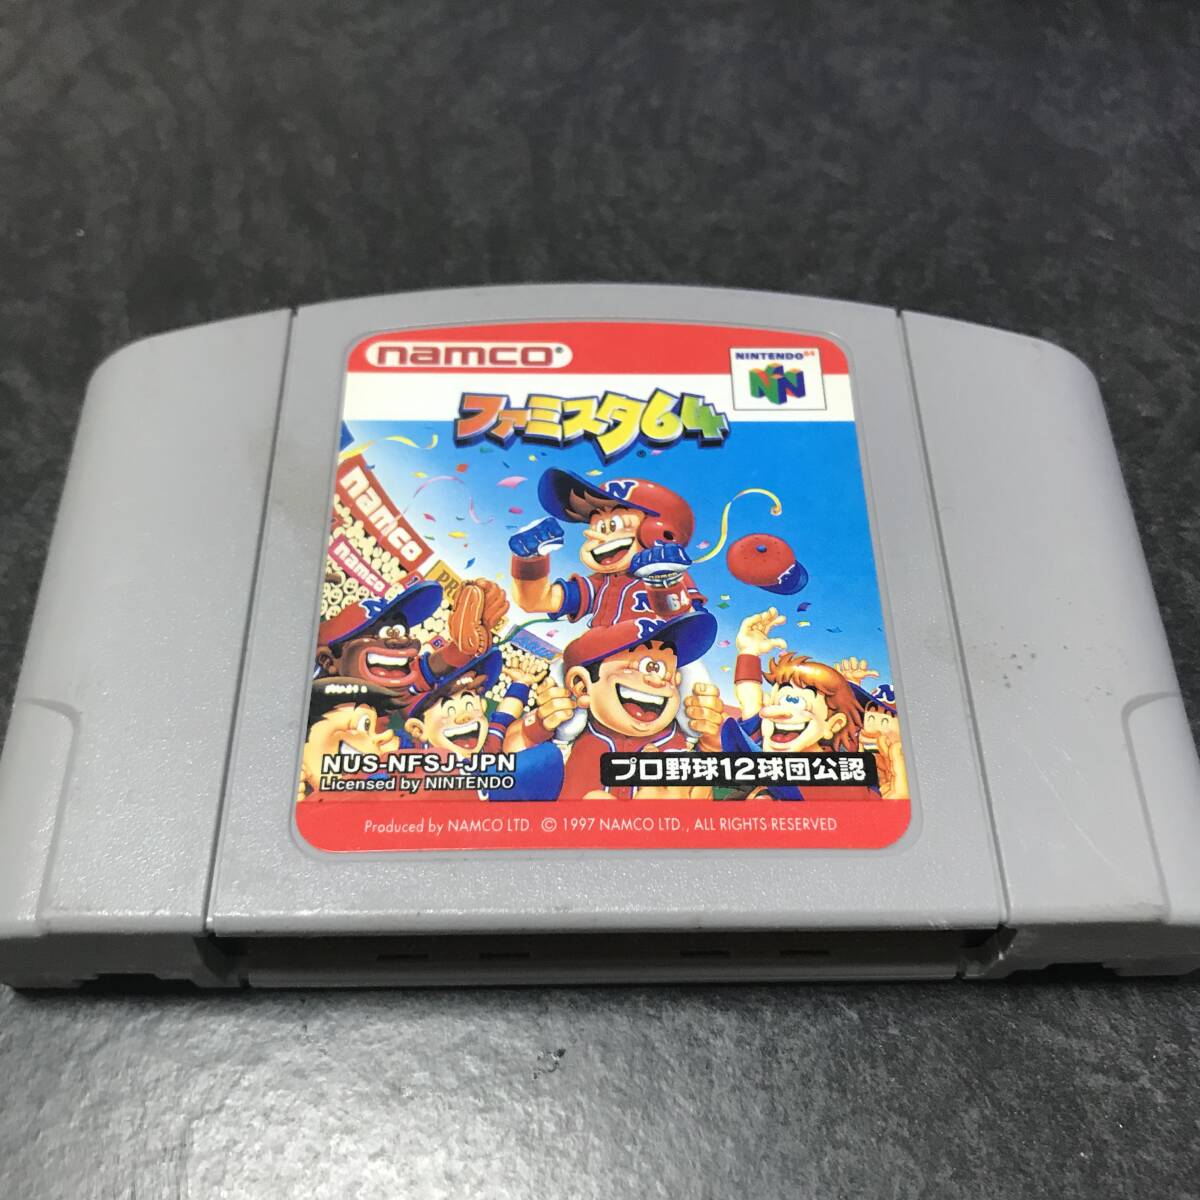 namco®
NINTENDO64
ファミスタ64
namco
namco
N
N
N
64
NUS-NFSJ-JPN
Licensed by NINTENDO
プロ野球12球団公認
Produced by NAMCO LTD. © 1997 NAMCO LTD., ALL RIGHTS RESERVED